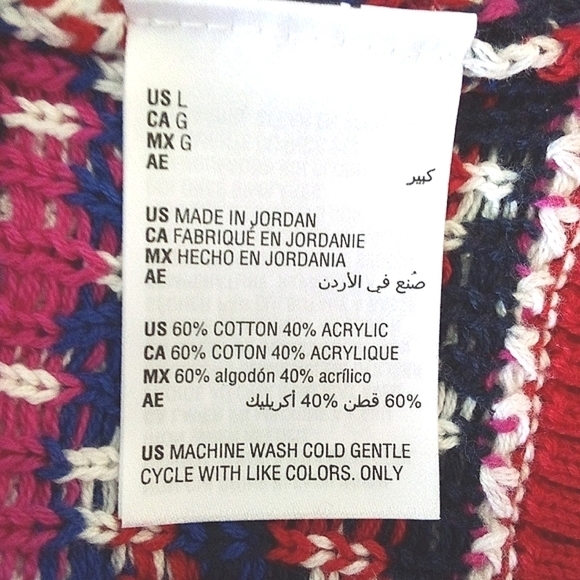 US L
CA G
MX G
AE
كبير
US MADE IN JORDAN
CA FABRIQUÉ EN JORDANIE
MX HECHO EN JORDANIA
AE صُنع في الأردن
US 60% COTTON 40% ACRYLIC
CA 60% COTON 40% ACRYLIQUE
MX 60% algodón 40% acrílico
AE 60% قطن 40% أكريليك
US MACHINE WASH COLD GENTLE
CYCLE WITH LIKE COLORS. ONLY